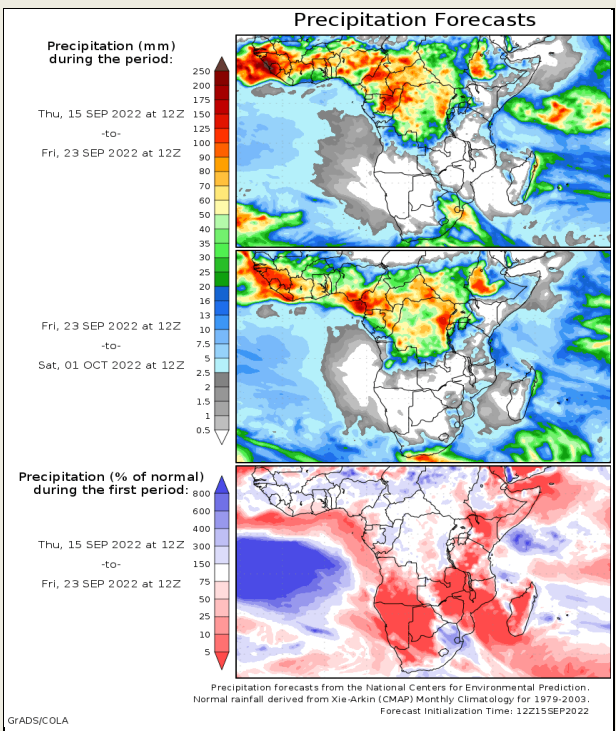 Precipitation Forecasts
Precipitation (mm)
during the period:
Thu, 15 SEP 2022 at 12Z
-to-
Fri, 23 SEP 2022 at 12Z
250
200
175
150
125
100
90
80
70
60
50
40
35
30
25
20
16
13
10
7.5
5
2.5
2
1.5
1
0.5
Fri, 23 SEP 2022 at 12Z
-to-
Sat, 01 OCT 2022 at 12Z
Precipitation (% of normal)
during the first period:
Thu, 15 SEP 2022 at 12Z
-to-
Fri, 23 SEP 2022 at 12Z
800
600
400
300
150
75
50
25
10
5
Precipitation forecasts from the National Centers for Environmental Prediction.
Normal rainfall derived from Xie-Arkin (CMAP) Monthly Climatology for 1979-2003.
Forecast Initialization Time: 12Z15SEP2022
GrADS/COLA